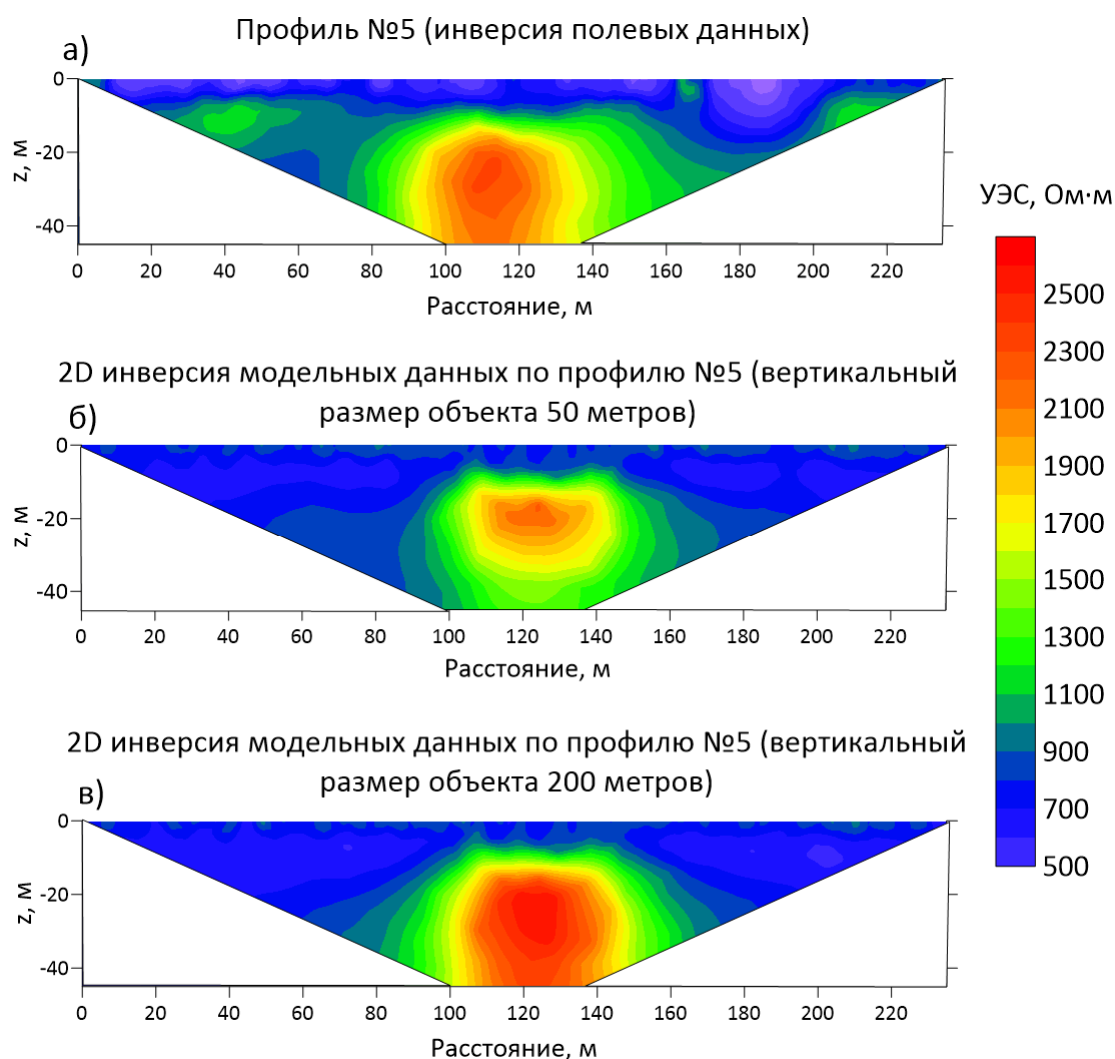 Профиль №5 (инверсия полевых данных)
а)
0
-20
-40
z, м
0 20 40 60 80 100 120 140 160 180 200 220
Расстояние, м
УЭС, Ом·м
2500
2300
2100
1900
1700
1500
1300
1100
900
700
500
2D инверсия модельных данных по профилю №5 (вертикальный
размер объекта 50 метров)
б)
0
-20
-40
z, м
0 20 40 60 80 100 120 140 160 180 200 220
Расстояние, м
2D инверсия модельных данных по профилю №5 (вертикальный
размер объекта 200 метров)
в)
0
-20
-40
z, м
0 20 40 60 80 100 120 140 160 180 200 220
Расстояние, м